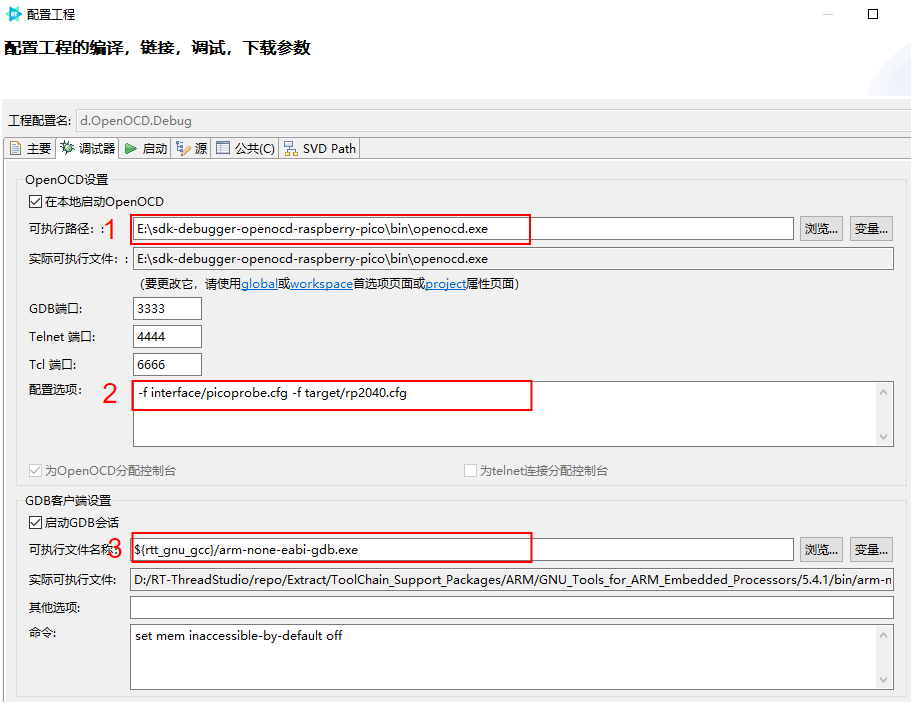 配置工程
配置工程的编译，链接，调试，下载参数
工程配置名: d.OpenOCD.Debug
主要 调试器 启动 源 公共(C) SVD Path
OpenOCD设置
在本地启动OpenOCD
可执行路径: : 1 E:\sdk-debugger-openocd-raspberry-pico\bin\openocd.exe 浏览... 变量...
实际可执行文件: : E:\sdk-debugger-openocd-raspberry-pico\bin\openocd.exe
(要更改它，请使用global或workspace首选项页面或project属性页面)
GDB端口: 3333
Telnet 端口: 4444
Tcl 端口: 6666
配置选项: 2 -f interface/picoprobe.cfg -f target/rp2040.cfg
为OpenOCD分配控制台 为telnet连接分配控制台
GDB客户端设置
启动GDB会话
可执行文件名称: 3 ${rtt_gnu_gcc}/arm-none-eabi-gdb.exe 浏览... 变量...
实际可执行文件: D:/RT-ThreadStudio/repo/Extract/ToolChain_Support_Packages/ARM/GNU_Tools_for_ARM_Embedded_Processors/5.4.1/bin/arm-n
其他选项:
命令: set mem inaccessible-by-default off